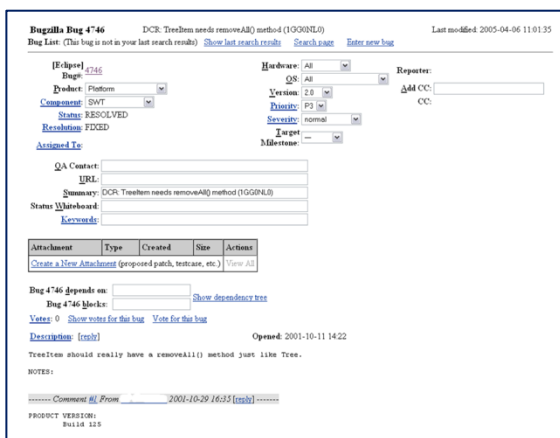 Bugzilla Bug 4746 DCR: TreeItem needs removeAll() method (1GG0NL0) Last modified: 2005-04-06 11:01:35
Bug List: (This bug is not in your last search results) Show last search results Search page Enter new bug
[Eclipse] Bug#: 4746
Product: Platform
Component: SWT
Status: RESOLVED
Resolution: FIXED
Assigned To:
Hardware: All
OS: All
Version: 2.0
Priority: P3
Severity: normal
Target Milestone: ---
Reporter:
Add CC:
CC:
QA Contact:
URL:
Summary: DCR: TreeItem needs removeAll() method (1GG0NL0)
Status Whiteboard:
Keywords:
Attachment Type Created Size Actions
Create a New Attachment (proposed patch, testcase, etc.) View All
Bug 4746 depends on:
Show dependency tree
Bug 4746 blocks:
Votes: 0 Show votes for this bug Vote for this bug
Description: [reply] Opened: 2001-10-11 14:22
TreeItem should really have a removeAll() method just like Tree.
NOTES:
------- Comment #1 From 2001-10-29 16:35 [reply] -------
PRODUCT VERSION:
Build 125